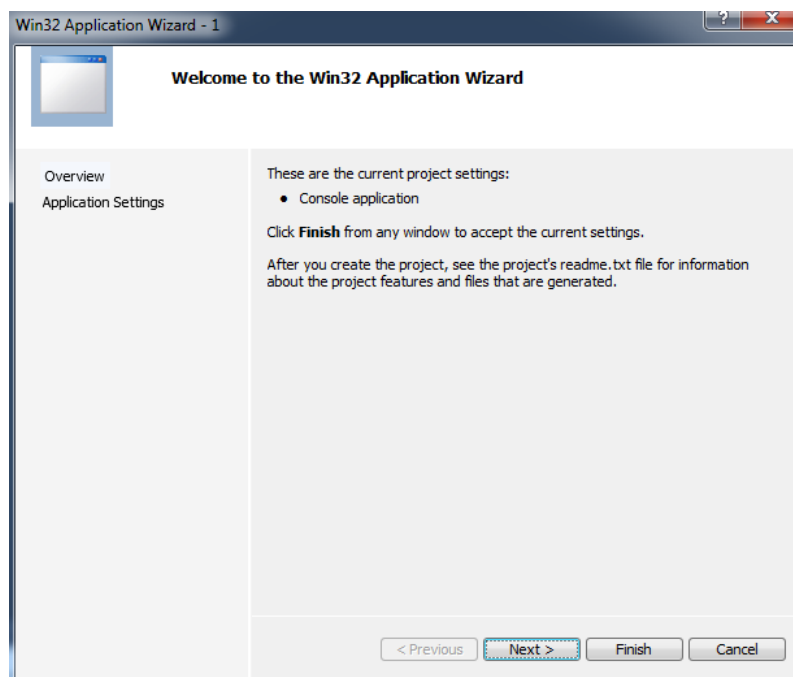 Win32 Application Wizard - 1
? X
Welcome to the Win32 Application Wizard
Overview
Application Settings
These are the current project settings:
• Console application
Click Finish from any window to accept the current settings.
After you create the project, see the project's readme.txt file for information
about the project features and files that are generated.
< Previous Next > Finish Cancel